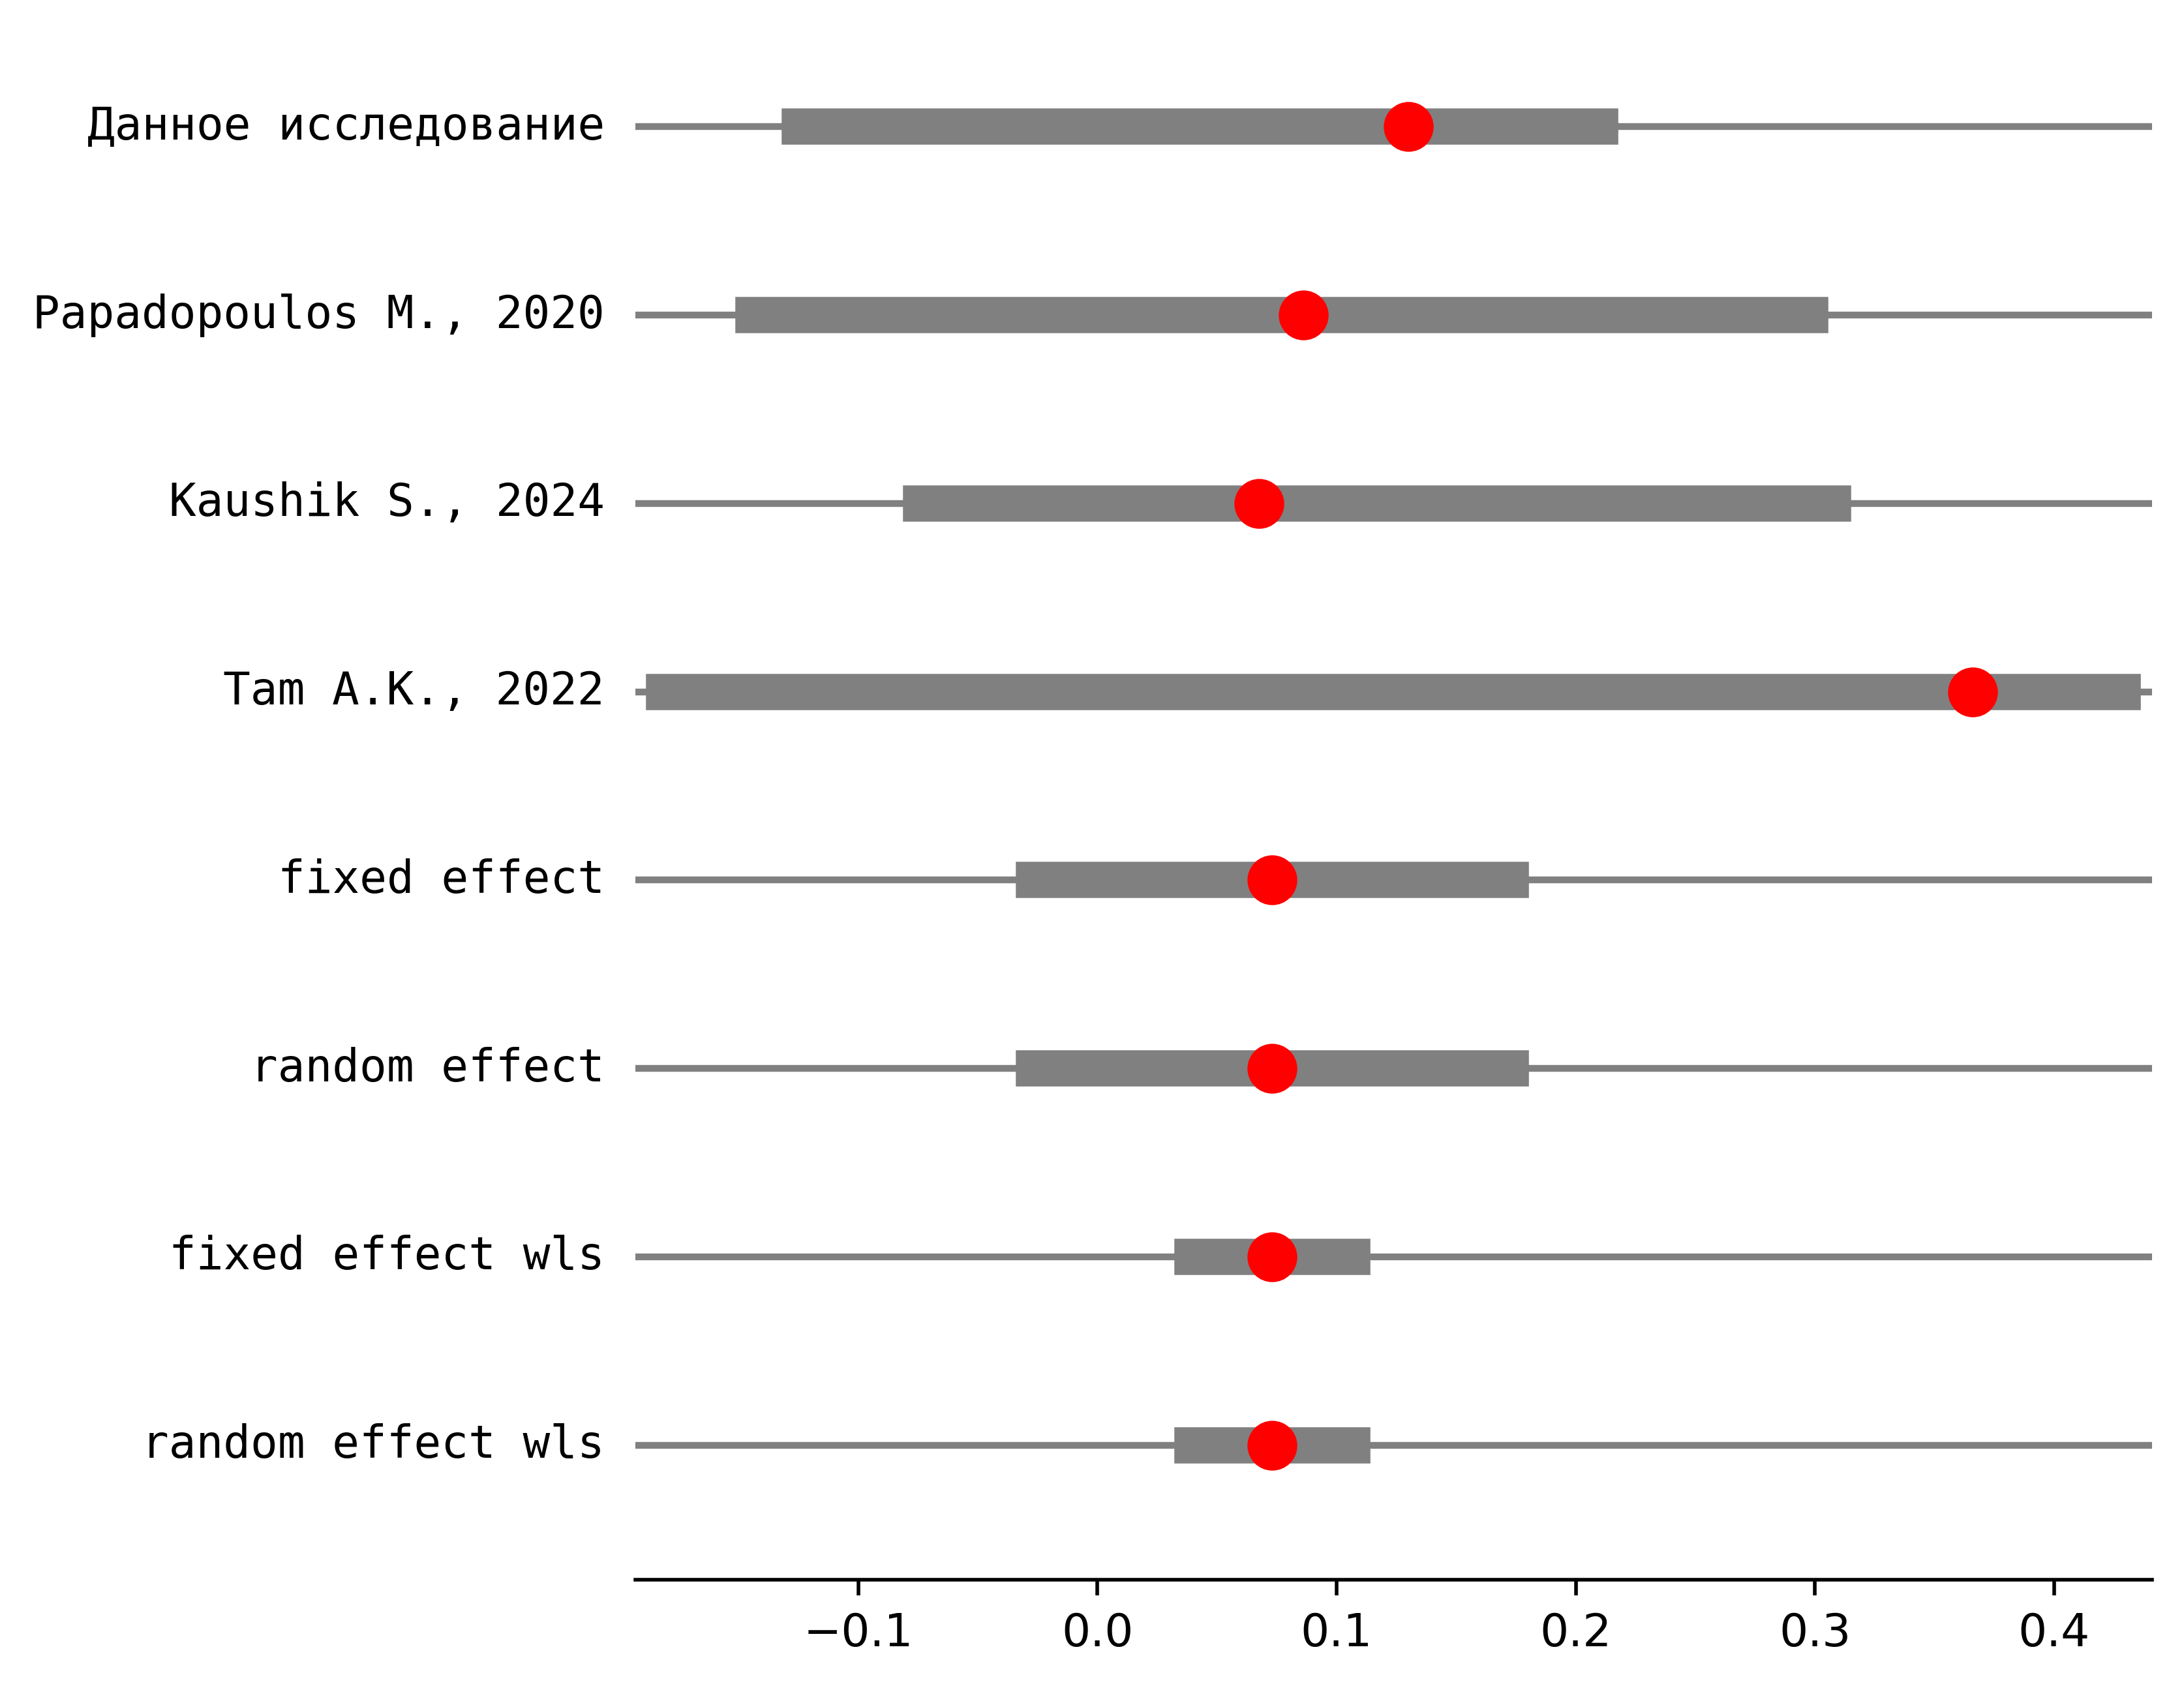 Данное исследование
Papadopoulos M., 2020
Kaushik S., 2024
Tam A.K., 2022
fixed effect
random effect
fixed effect wls
random effect wls
−0.1 0.0 0.1 0.2 0.3 0.4